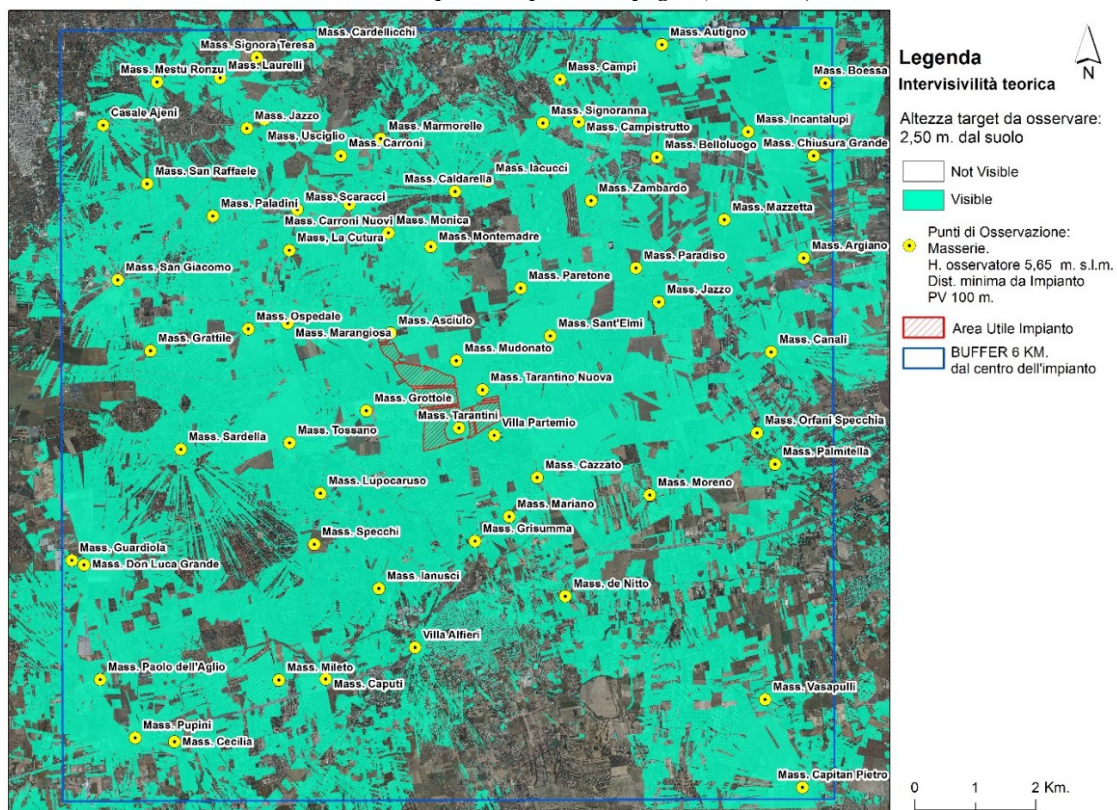 Mass. Cardellicchi
Mass. Signora Teresa
Mass. Autigno
Mass. Mestu Ronzu
Mass. Laurelli
Mass. Campi
Mass. Boessa
Casale Ajeni
Mass. Jazzo
Mass. Signoranna
Mass. Campistrutto
Mass. Incantalupi
Mass. Usciglio
Mass. Marmorelle
Mass. Carroni
Mass. Belloluogo
Mass. Chiusura Grande
Mass. San Raffaele
Mass. Iacucci
Mass. Caldarella
Mass. Zambardo
Mass. Paladini
Mass. Scaracci
Mass. Mazzetta
Mass. Carroni Nuovi
Mass. Monica
Mass. La Cutura
Mass. Montemadre
Mass. Argiano
Mass. Paradiso
Mass. San Giacomo
Mass. Paretone
Mass. Jazzo
Mass. Ospedale
Mass. Asciulo
Mass. Marangiosa
Mass. Sant'Elmi
Mass. Grattile
Mass. Mudonato
Mass. Canali
Mass. Tarantino Nuova
Mass. Grottole
Mass. Tarantini
Villa Partemio
Mass. Orfani Specchia
Mass. Sardella
Mass. Tossano
Mass. Palmitella
Mass. Cazzato
Mass. Lupocaruso
Mass. Moreno
Mass. Mariano
Mass. Specchi
Mass. Grisumma
Mass. Guardiola
Mass. Don Luca Grande
Mass. Ianusci
Mass. de Nitto
Villa Alfieri
Mass. Paolo dell'Aglio
Mass. Mileto
Mass. Caputi
Mass. Vasapulli
Mass. Pupini
Mass. Cecilia
Mass. Capitan Pietro
Legenda
N
Intervisivilità teorica
Altezza target da osservare:
2,50 m. dal suolo
Not Visible
Visible
Punti di Osservazione:
Masserie.
H. osservatore 5,65 m. s.l.m.
Dist. minima da Impianto
PV 100 m.
Area Utile Impianto
BUFFER 6 KM.
dal centro dell'impianto
0 1 2 Km.